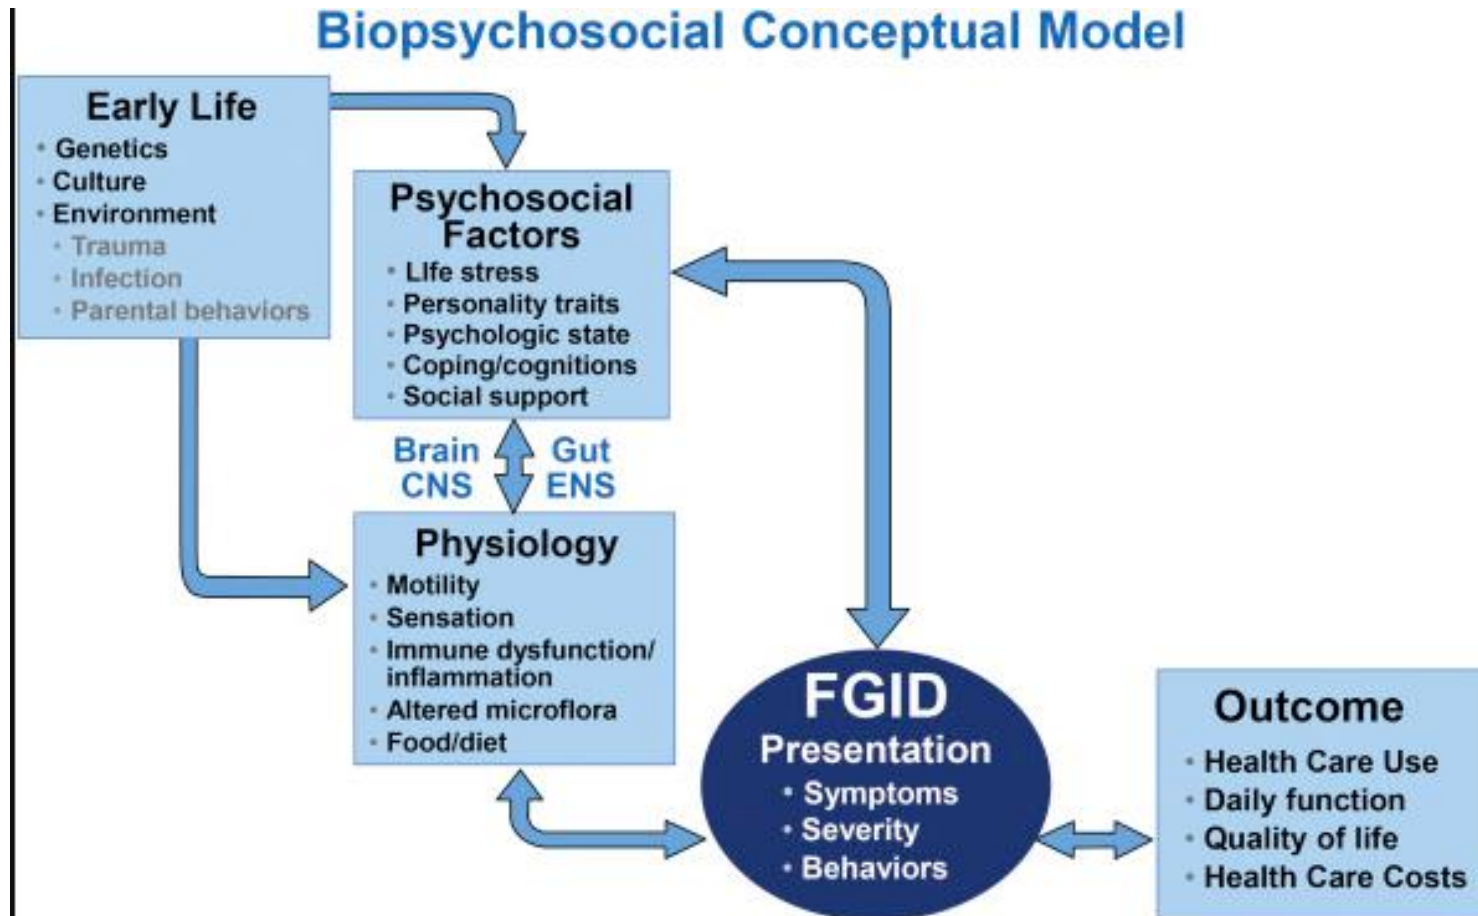 Biopsychosocial Conceptual Model
Early Life
• Genetics
• Culture
• Environment
• Trauma
• Infection
• Parental behaviors
Psychosocial
Factors
• LIfe stress
• Personality traits
• Psychologic state
• Coping/cognitions
• Social support
Brain Gut
CNS ENS
Physiology
• Motility
• Sensation
• Immune dysfunction/
inflammation
• Altered microflora
• Food/diet
FGID
Presentation
• Symptoms
• Severity
• Behaviors
Outcome
• Health Care Use
• Daily function
• Quality of life
• Health Care Costs